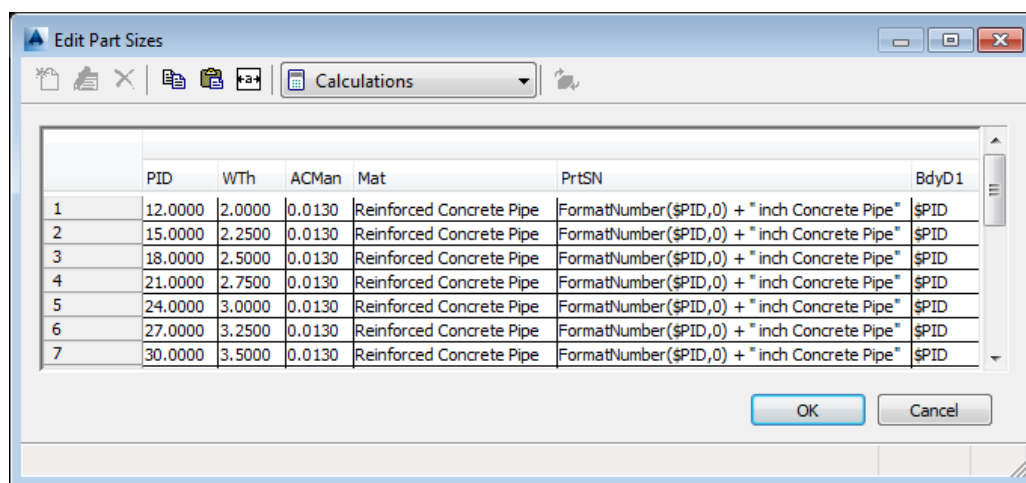 Edit Part Sizes
Calculations
PID WTh ACMan Mat PrtSN BdyD1
1 12.0000 2.0000 0.0130 Reinforced Concrete Pipe FormatNumber($PID,0) + " inch Concrete Pipe" $PID
2 15.0000 2.2500 0.0130 Reinforced Concrete Pipe FormatNumber($PID,0) + " inch Concrete Pipe" $PID
3 18.0000 2.5000 0.0130 Reinforced Concrete Pipe FormatNumber($PID,0) + " inch Concrete Pipe" $PID
4 21.0000 2.7500 0.0130 Reinforced Concrete Pipe FormatNumber($PID,0) + " inch Concrete Pipe" $PID
5 24.0000 3.0000 0.0130 Reinforced Concrete Pipe FormatNumber($PID,0) + " inch Concrete Pipe" $PID
6 27.0000 3.2500 0.0130 Reinforced Concrete Pipe FormatNumber($PID,0) + " inch Concrete Pipe" $PID
7 30.0000 3.5000 0.0130 Reinforced Concrete Pipe FormatNumber($PID,0) + " inch Concrete Pipe" $PID
OK Cancel